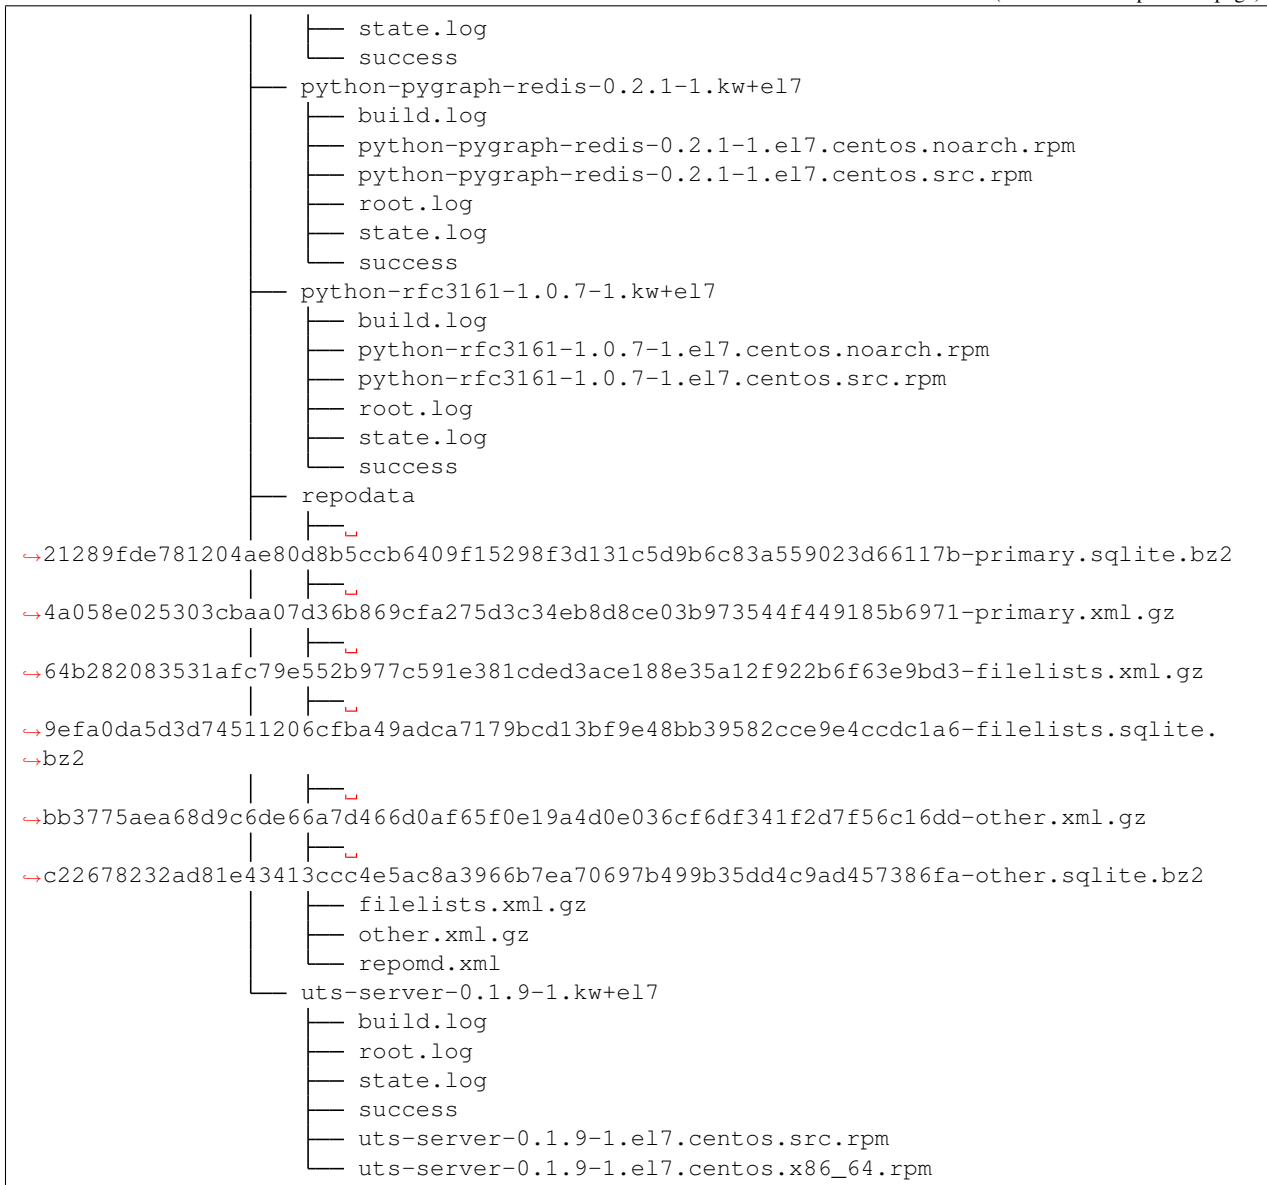 │   ├── state.log
│   └── success
├── python-pygraph-redis-0.2.1-1.kw+el7
│   ├── build.log
│   ├── python-pygraph-redis-0.2.1-1.el7.centos.noarch.rpm
│   ├── python-pygraph-redis-0.2.1-1.el7.centos.src.rpm
│   ├── root.log
│   ├── state.log
│   └── success
├── python-rfc3161-1.0.7-1.kw+el7
│   ├── build.log
│   ├── python-rfc3161-1.0.7-1.el7.centos.noarch.rpm
│   ├── python-rfc3161-1.0.7-1.el7.centos.src.rpm
│   ├── root.log
│   ├── state.log
│   └── success
├── repodata
│   ├──␣
↪21289fde781204ae80d8b5ccb6409f15298f3d131c5d9b6c83a559023d66117b-primary.sqlite.bz2
│   ├──␣
↪4a058e025303cbaa07d36b869cfa275d3c34eb8d8ce03b973544f449185b6971-primary.xml.gz
│   ├──␣
↪64b282083531afc79e552b977c591e381cded3ace188e35a12f922b6f63e9bd3-filelists.xml.gz
│   ├──␣
↪9efa0da5d3d74511206cfba49adca7179bcd13bf9e48bb39582cce9e4ccdc1a6-filelists.sqlite.
↪bz2
│   ├──␣
↪bb3775aea68d9c6de66a7d466d0af65f0e19a4d0e036cf6df341f2d7f56c16dd-other.xml.gz
│   ├──␣
↪c22678232ad81e43413ccc4e5ac8a3966b7ea70697b499b35dd4c9ad457386fa-other.sqlite.bz2
│   ├── filelists.xml.gz
│   ├── other.xml.gz
│   └── repomd.xml
└── uts-server-0.1.9-1.kw+el7
    ├── build.log
    ├── root.log
    ├── state.log
    ├── success
    ├── uts-server-0.1.9-1.el7.centos.src.rpm
    └── uts-server-0.1.9-1.el7.centos.x86_64.rpm